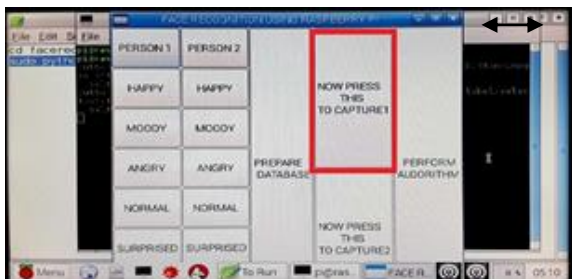 FACE RECOGNITION USING RASPBERRY PI
File Edit
cd facerec
sudo pytho
PERSON 1 PERSON 2
HAPPY HAPPY
MOODY MOODY
ANGRY ANGRY
NORMAL NORMAL
SURPRISED SURPRISED
PREPARE
DATABASE
NOW PRESS
THIS
TO CAPTURE1
NOW PRESS
THIS
TO CAPTURE2
PERFORM
ALGORITHM
Menu
To Run
pi@ras...
FACE R
05:10